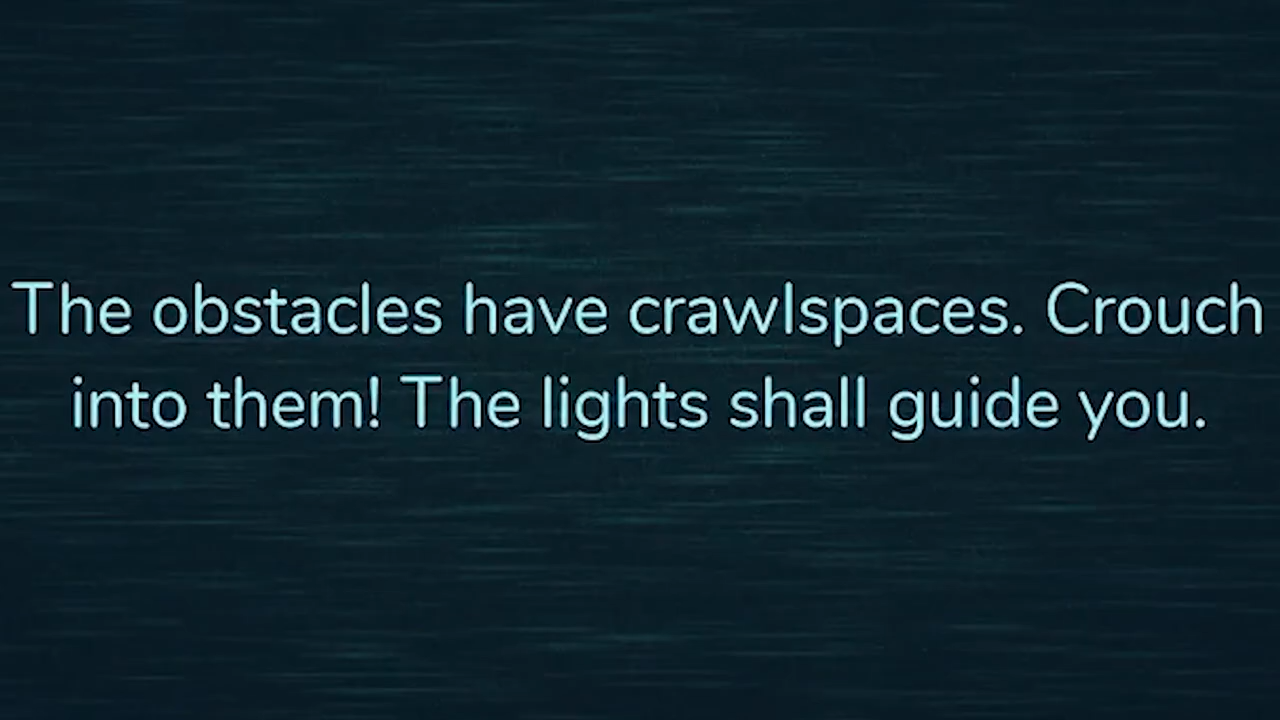 The obstacles have crawlspaces. Crouch
into them! The lights shall guide you.